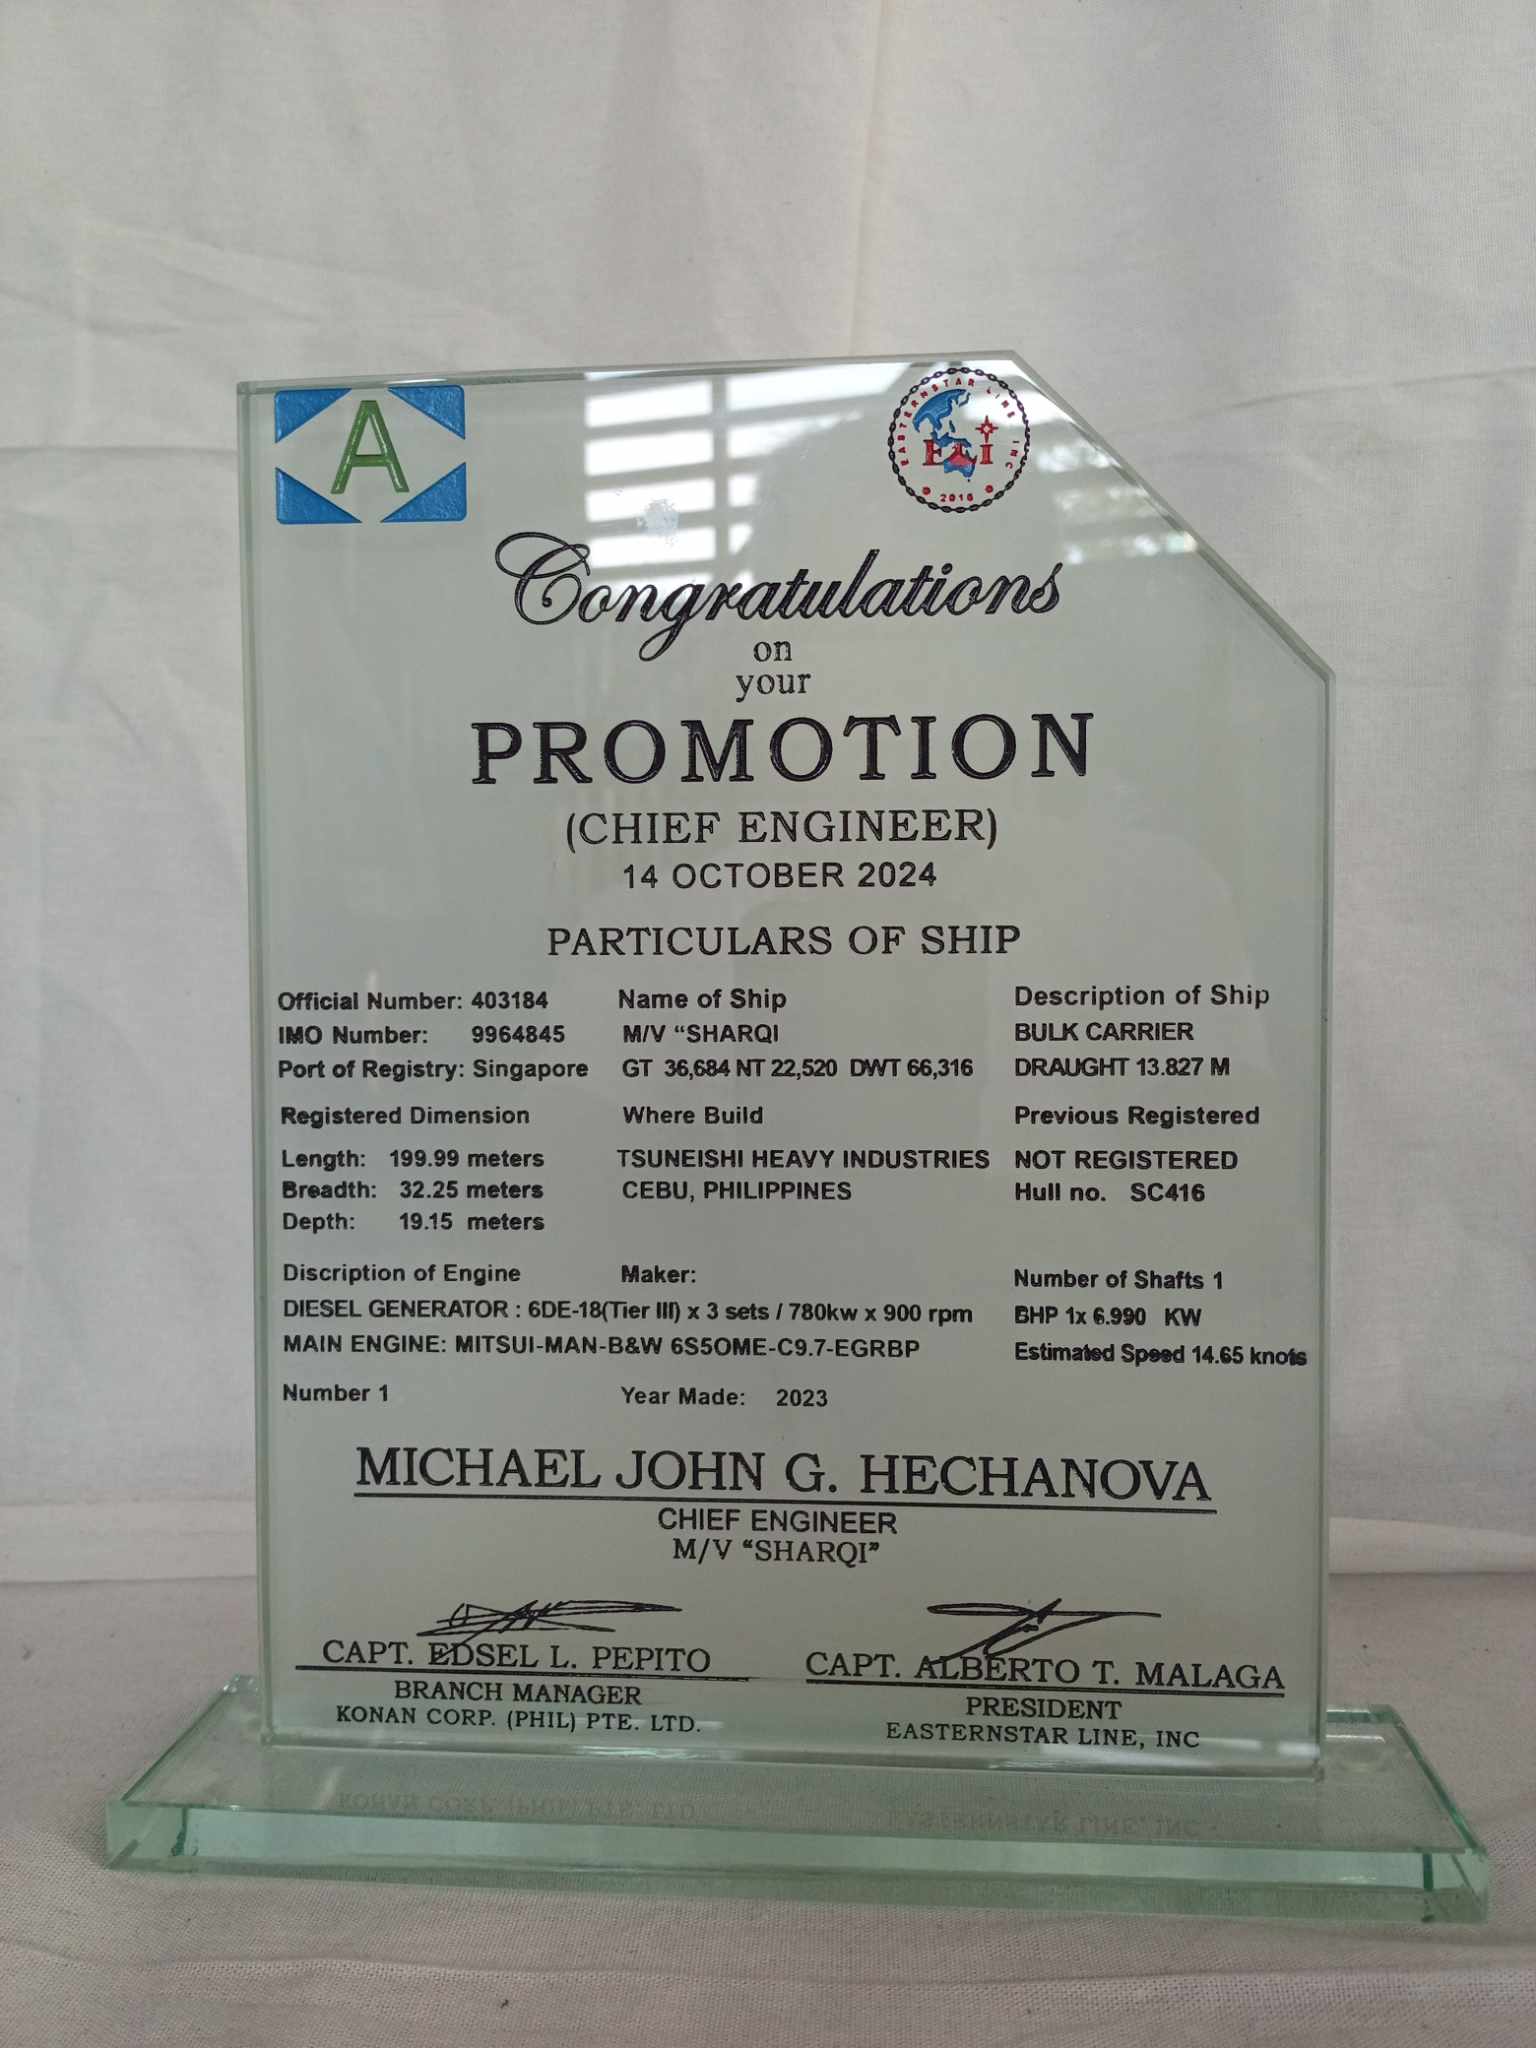 A
EASTERNSTAR LINE INC
ELI
2016
Congratulations
on
your
PROMOTION
(CHIEF ENGINEER)
14 OCTOBER 2024
PARTICULARS OF SHIP
Official Number: 403184 Name of Ship Description of Ship
IMO Number: 9964845 M/V “SHARQI BULK CARRIER
Port of Registry: Singapore GT 36,684 NT 22,520 DWT 66,316 DRAUGHT 13.827 M
Registered Dimension Where Build Previous Registered
Length: 199.99 meters TSUNEISHI HEAVY INDUSTRIES NOT REGISTERED
Breadth: 32.25 meters CEBU, PHILIPPINES Hull no. SC416
Depth: 19.15 meters
Discription of Engine Maker: Number of Shafts 1
DIESEL GENERATOR : 6DE-18(Tier III) x 3 sets / 780kw x 900 rpm BHP 1x 6.990 KW
MAIN ENGINE: MITSUI-MAN-B&W 6S5OME-C9.7-EGRBP Estimated Speed 14.65 knots
Number 1 Year Made: 2023
MICHAEL JOHN G. HECHANOVA
CHIEF ENGINEER
M/V “SHARQI”
CAPT. EDSEL L. PEPITO CAPT. ALBERTO T. MALAGA
BRANCH MANAGER PRESIDENT
KONAN CORP. (PHIL) PTE. LTD. EASTERNSTAR LINE, INC